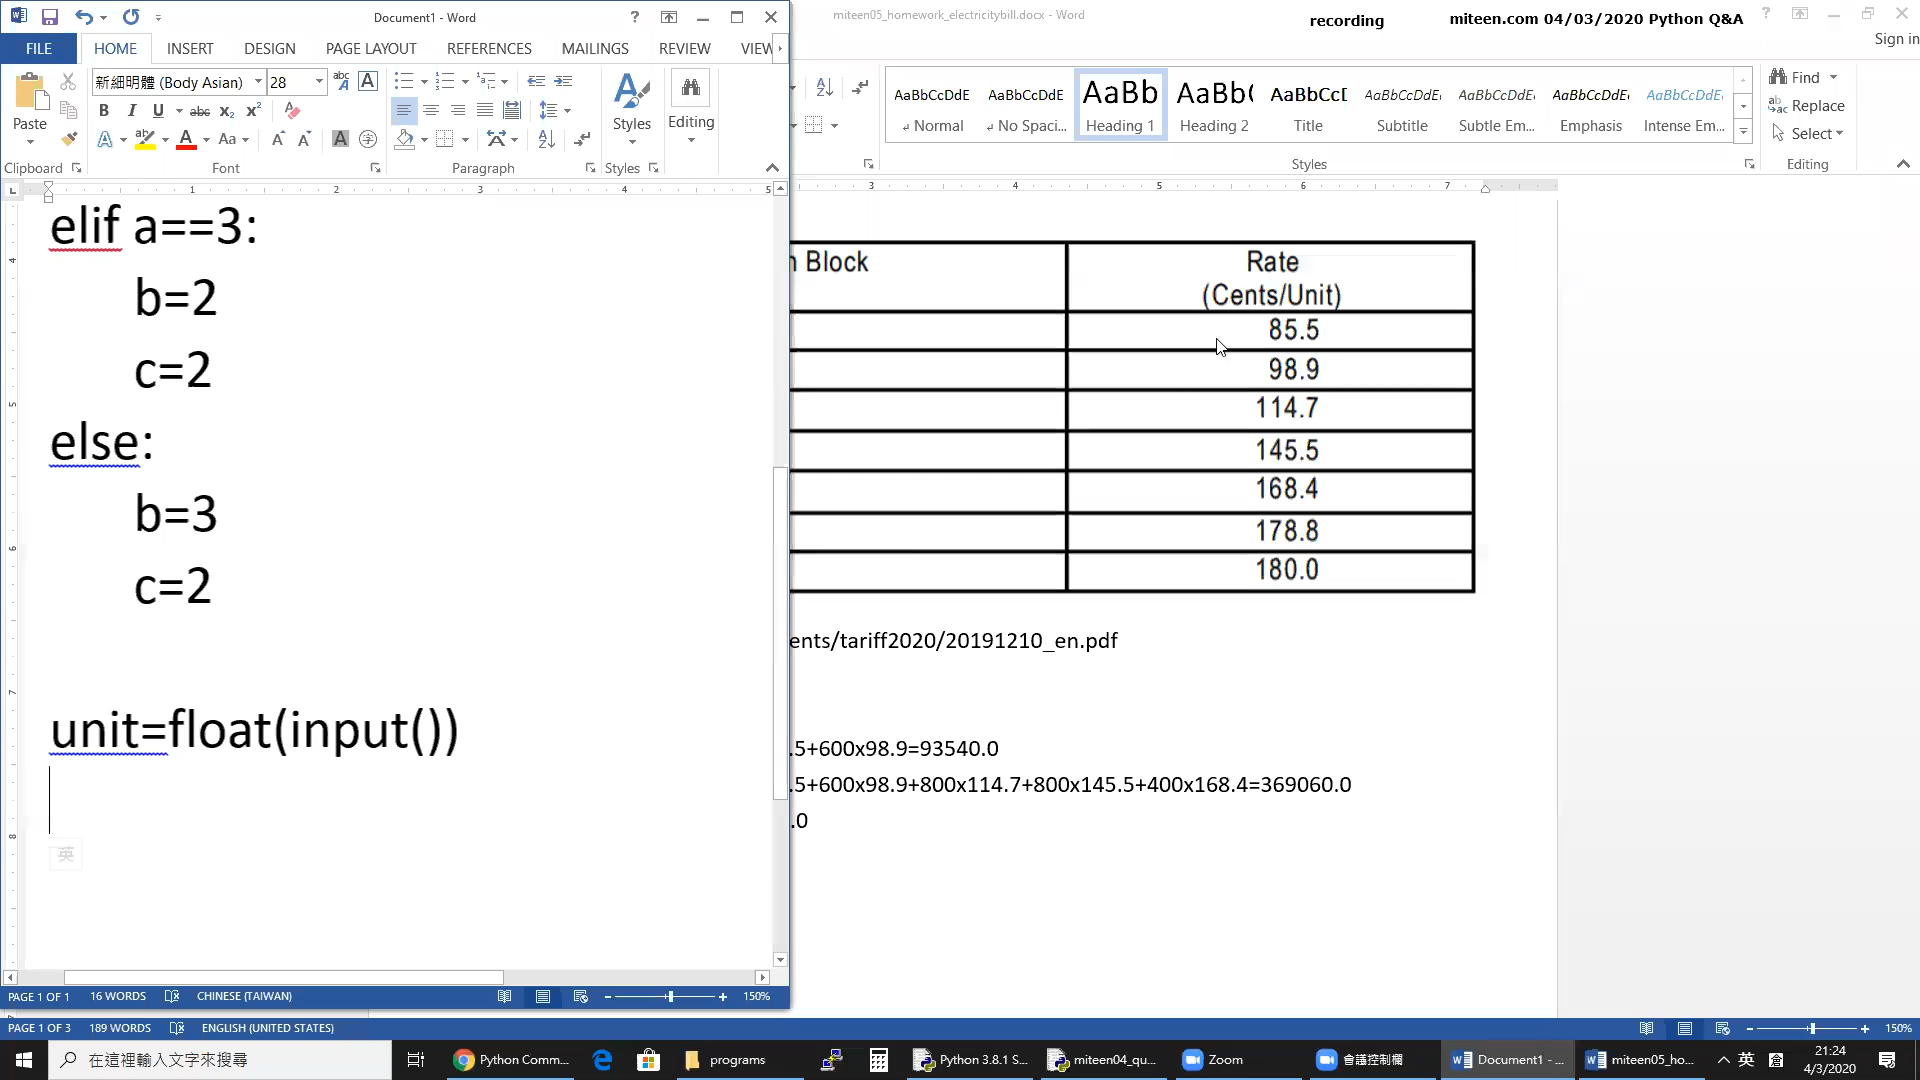 Document1 - Word
miteen05_homework_electricitybill.docx - Word
recording
miteen.com 04/03/2020 Python Q&A
Sign in
FILE
HOME
INSERT
DESIGN
PAGE LAYOUT
REFERENCES
MAILINGS
REVIEW
VIEW
新細明體 (Body Asian)
28
Paste
Styles
Editing
Clipboard
Font
Paragraph
Styles
AaBbCcDdE
Normal
AaBbCcDdE
No Spaci...
AaBb
Heading 1
AaBb(
Heading 2
AaBbCcD
Title
AaBbCcDdE
Subtitle
AaBbCcDdE
Subtle Em...
AaBbCcDdE
Emphasis
AaBbCcDdE
Intense Em...
Styles
Find
Replace
Select
Editing
elif a==3:
b=2
c=2
else:
b=3
c=2
unit=float(input())
英
n Block
Rate
(Cents/Unit)
85.5
98.9
114.7
145.5
168.4
178.8
180.0
ents/tariff2020/20191210_en.pdf
.5+600x98.9=93540.0
.5+600x98.9+800x114.7+800x145.5+400x168.4=369060.0
.0
PAGE 1 OF 1
16 WORDS
CHINESE (TAIWAN)
150%
PAGE 1 OF 3
189 WORDS
ENGLISH (UNITED STATES)
150%
在這裡輸入文字來搜尋
Python Comm...
programs
Python 3.8.1 S...
miteen04_qu...
Zoom
會議控制欄
Document1 - ...
miteen05_ho...
英
21:24
4/3/2020